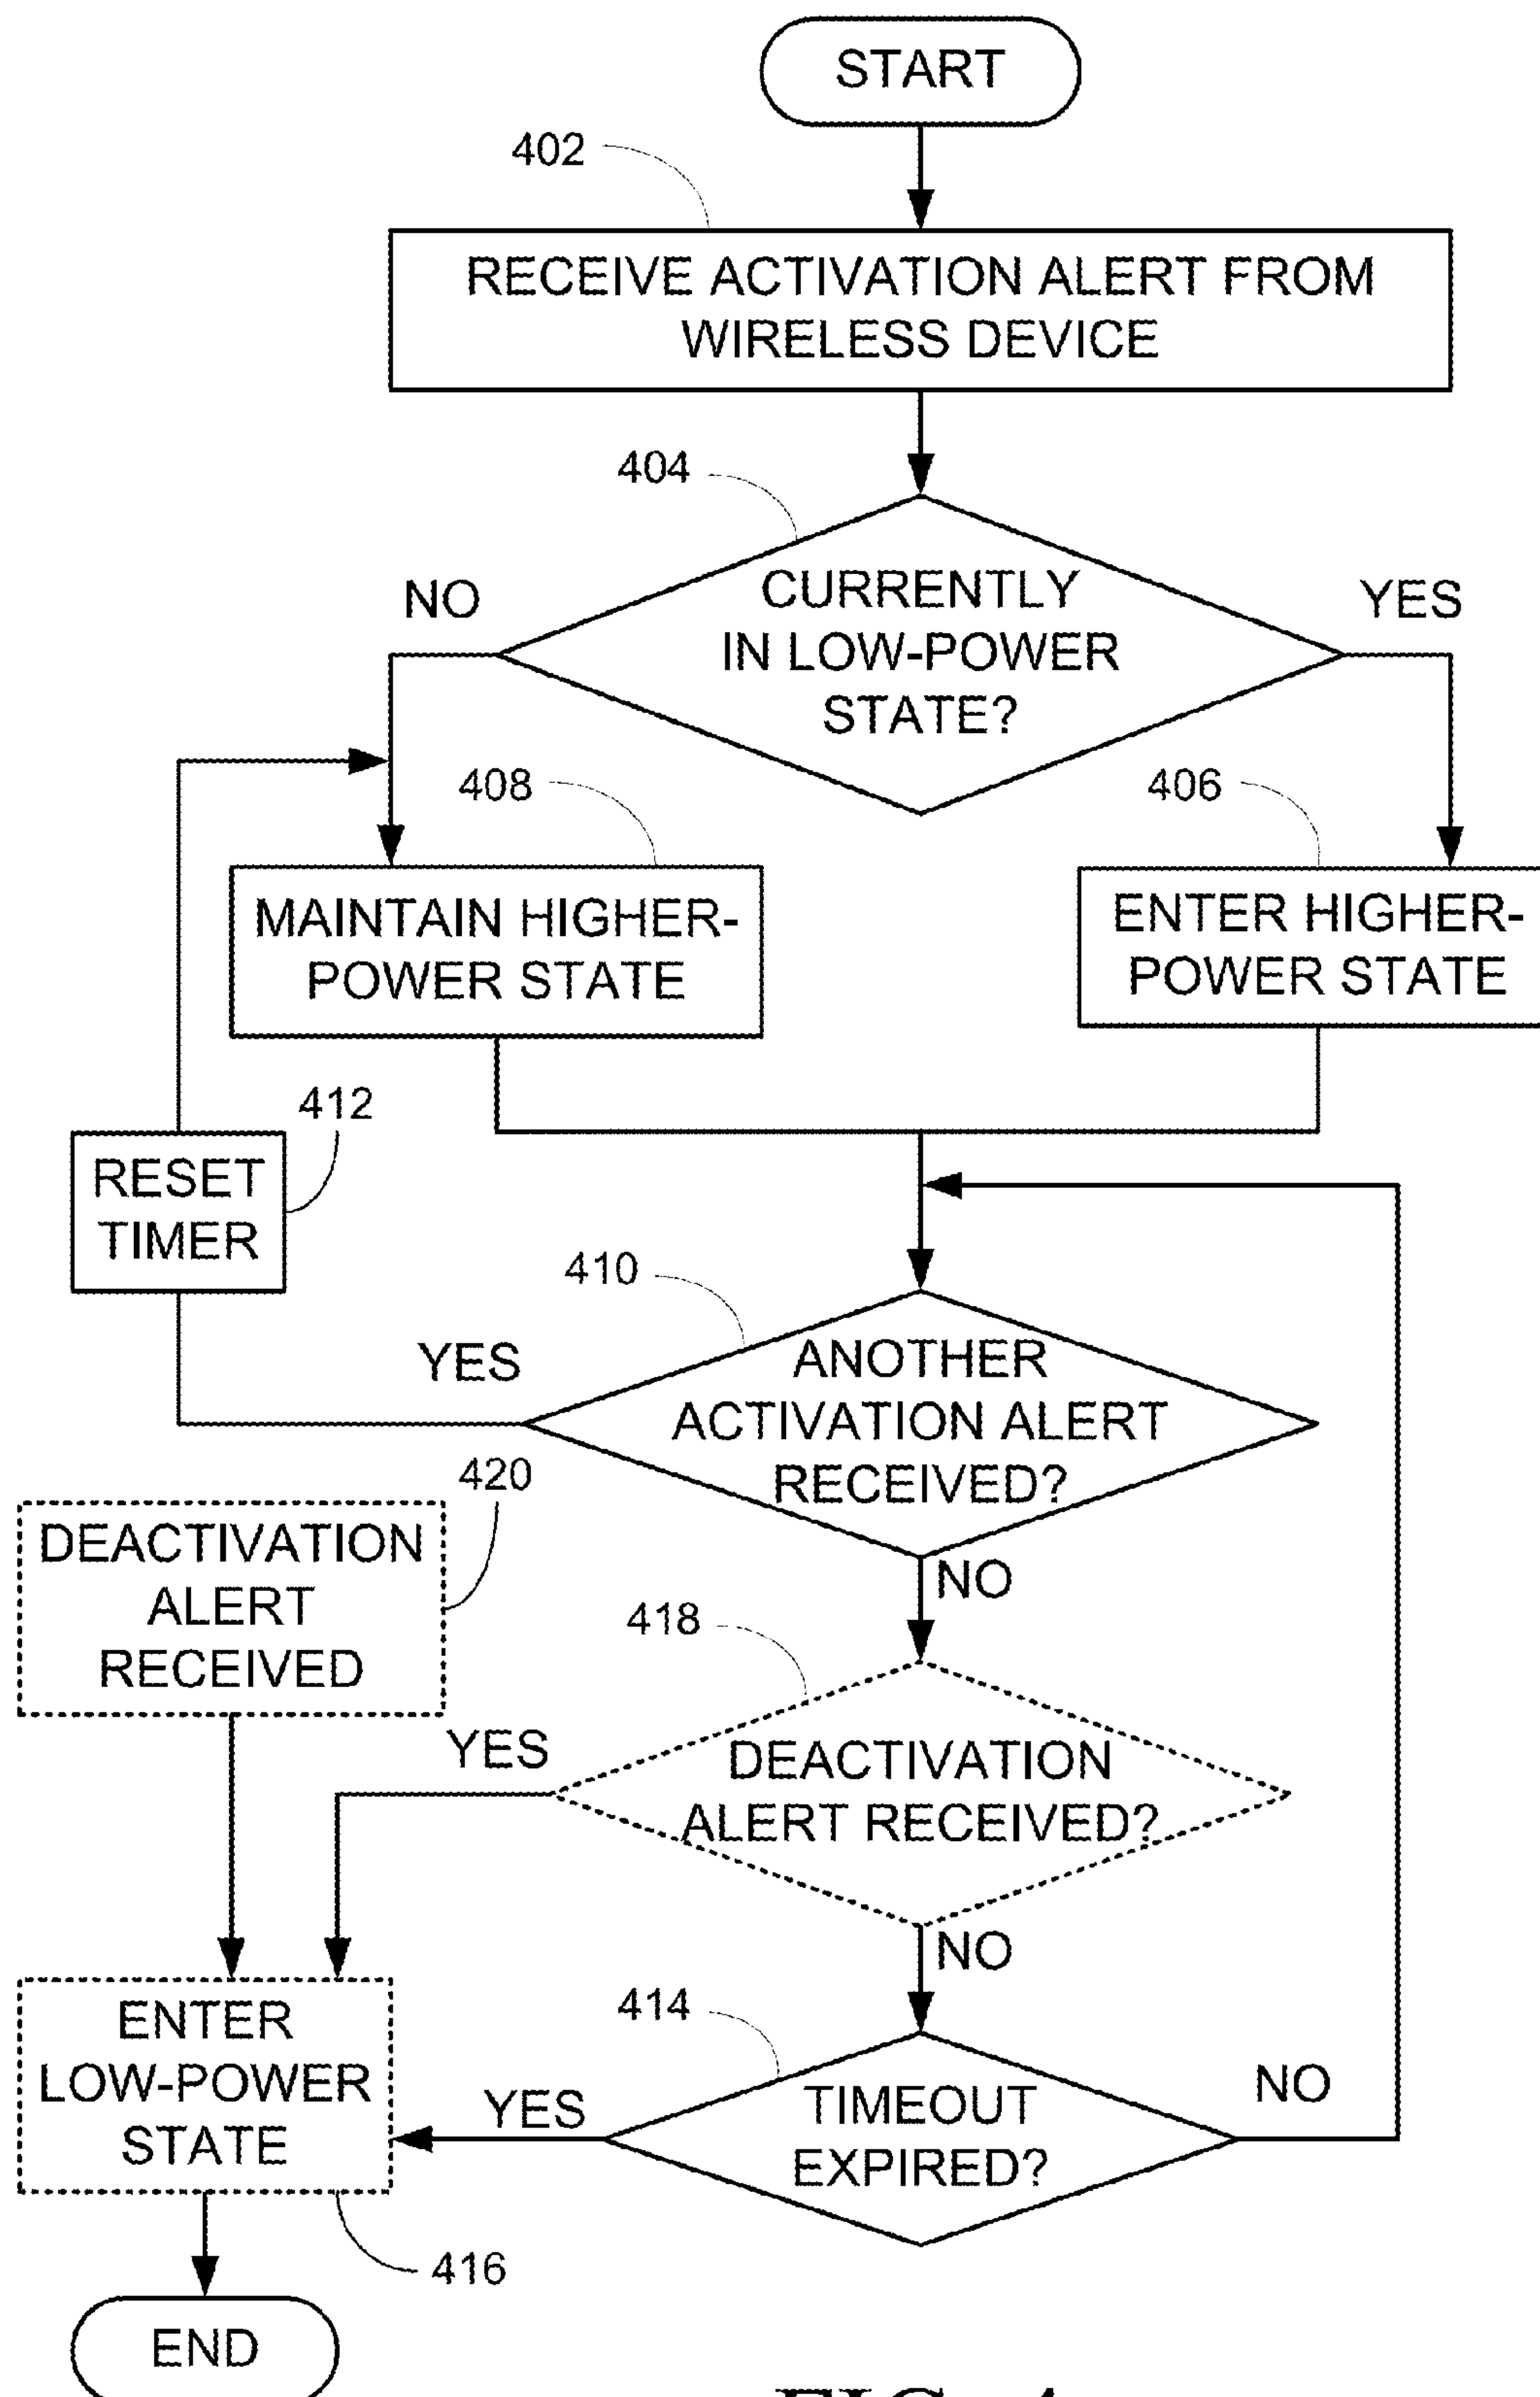 START
402
RECEIVE ACTIVATION ALERT FROM
WIRELESS DEVICE
404
NO
CURRENTLY
IN LOW-POWER
STATE?
YES
408
406
MAINTAIN HIGHER-
POWER STATE
ENTER HIGHER-
POWER STATE
412
RESET
TIMER
410
YES
ANOTHER
ACTIVATION ALERT
RECEIVED?
420
DEACTIVATION
ALERT
RECEIVED
NO
418
YES
DEACTIVATION
ALERT RECEIVED?
NO
ENTER
LOW-POWER
STATE
414
YES
TIMEOUT
EXPIRED?
NO
416
END